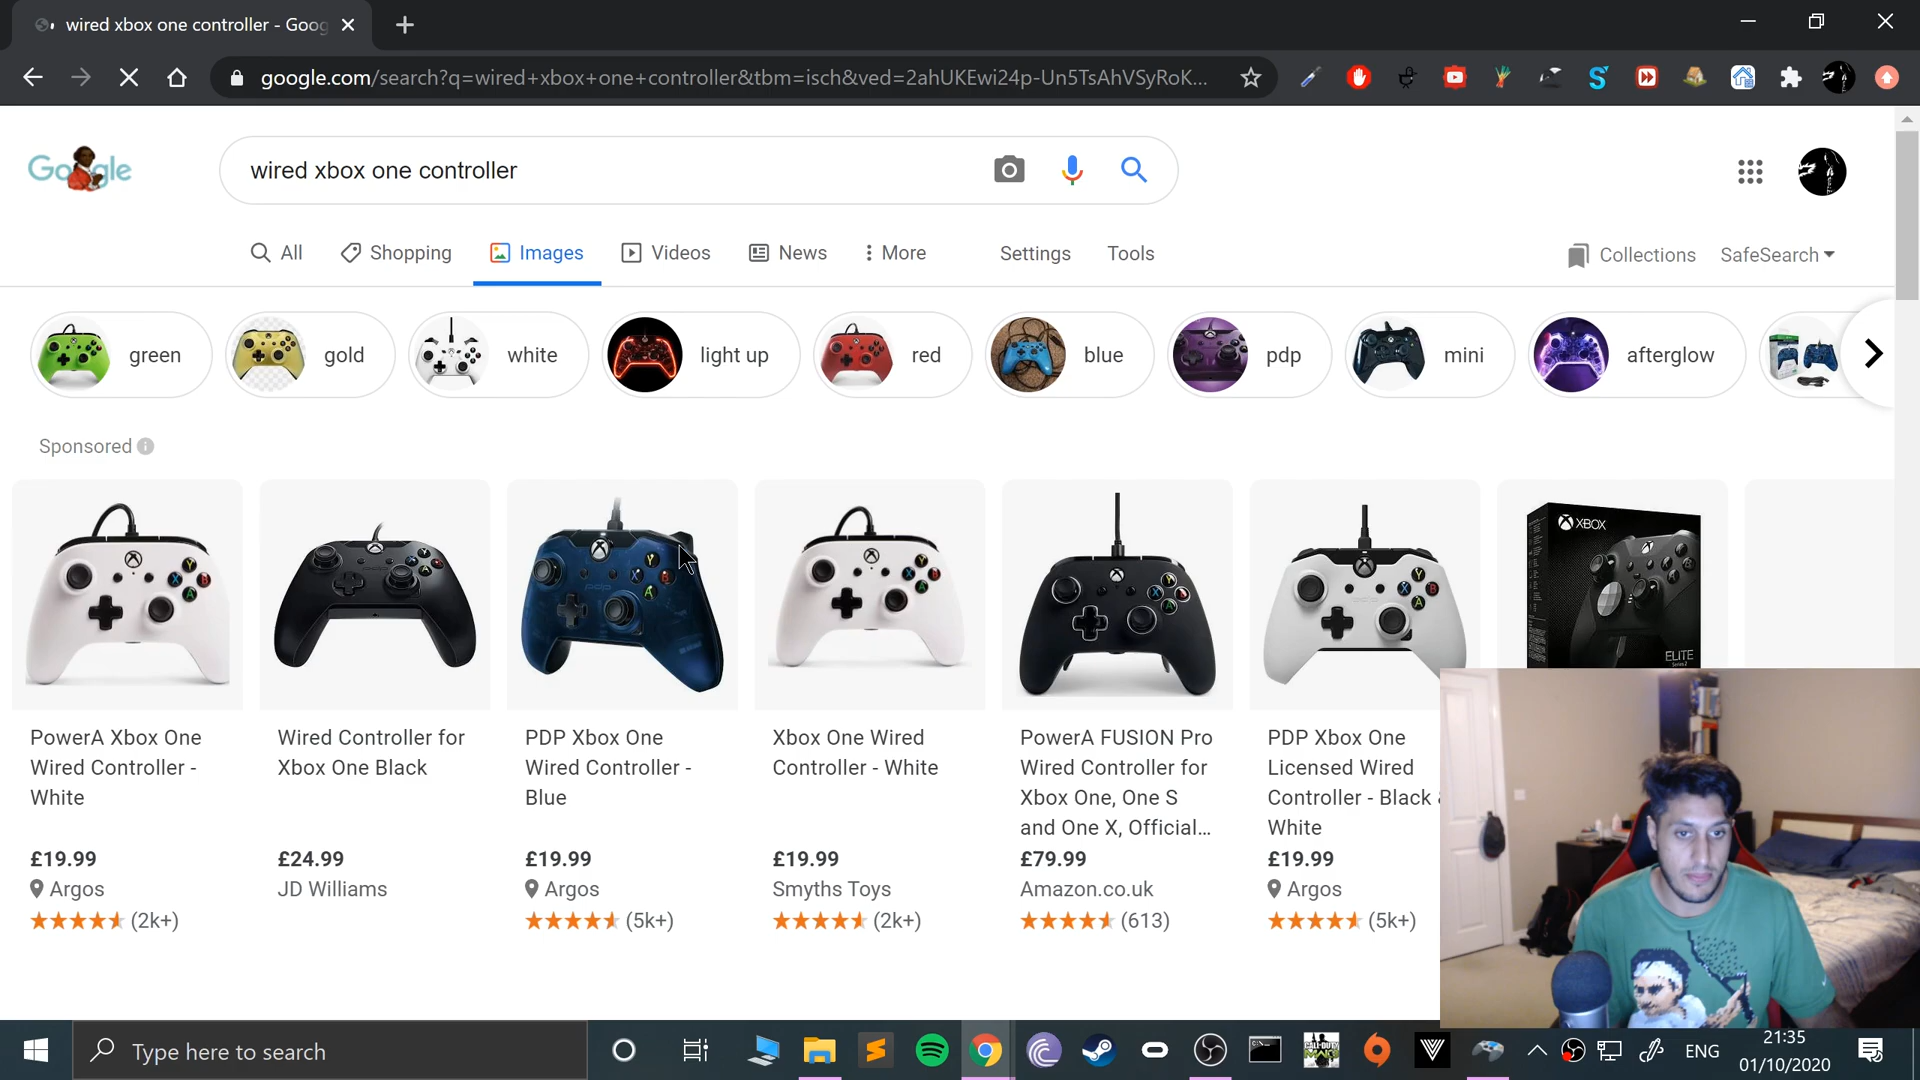 wired xbox one controller - Goog
google.com/search?q=wired+xbox+one+controller&tbm=isch&ved=2ahUKEwi24p-Un5TsAhVSyRoK...
Google
wired xbox one controller
All
Shopping
Images
Videos
News
More
Settings
Tools
Collections
SafeSearch
green
gold
white
light up
red
blue
pdp
mini
afterglow
Sponsored
XBOX
ELITE
Series 2
PowerA Xbox One
Wired Controller -
White
£19.99
Argos
(2k+)
Wired Controller for
Xbox One Black
£24.99
JD Williams
PDP Xbox One
Wired Controller -
Blue
£19.99
Argos
(5k+)
Xbox One Wired
Controller - White
£19.99
Smyths Toys
(2k+)
PowerA FUSION Pro
Wired Controller for
Xbox One, One S
and One X, Official...
£79.99
Amazon.co.uk
(613)
PDP Xbox One
Licensed Wired
Controller - Black
White
£19.99
Argos
(5k+)
Type here to search
ENG
21:35
01/10/2020